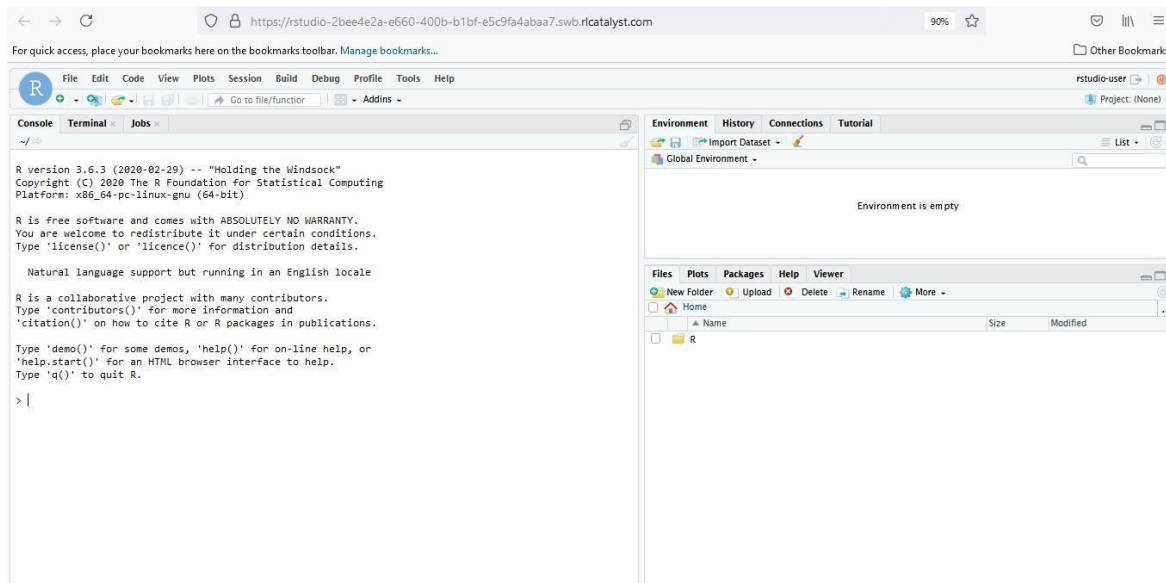 https://rstudio-2bee4e2a-e660-400b-b1bf-e5c9fa4abaa7.swb.rlcatalyst.com 90%
For quick access, place your bookmarks here on the bookmarks toolbar. Manage bookmarks... Other Bookmarks
R File Edit Code View Plots Session Build Debug Profile Tools Help rstudio-user
Go to file/function Addins Project: (None)
Console Terminal Jobs
~/
R version 3.6.3 (2020-02-29) -- "Holding the Windsock"
Copyright (C) 2020 The R Foundation for Statistical Computing
Platform: x86_64-pc-linux-gnu (64-bit)
R is free software and comes with ABSOLUTELY NO WARRANTY.
You are welcome to redistribute it under certain conditions.
Type 'license()' or 'licence()' for distribution details.
Natural language support but running in an English locale
R is a collaborative project with many contributors.
Type 'contributors()' for more information and
'citation()' on how to cite R or R packages in publications.
Type 'demo()' for some demos, 'help()' for on-line help, or
'help.start()' for an HTML browser interface to help.
Type 'q()' to quit R.
>
Environment History Connections Tutorial
Import Dataset List
Global Environment
Environment is empty
Files Plots Packages Help Viewer
New Folder Upload Delete Rename More
Home
Name Size Modified
R